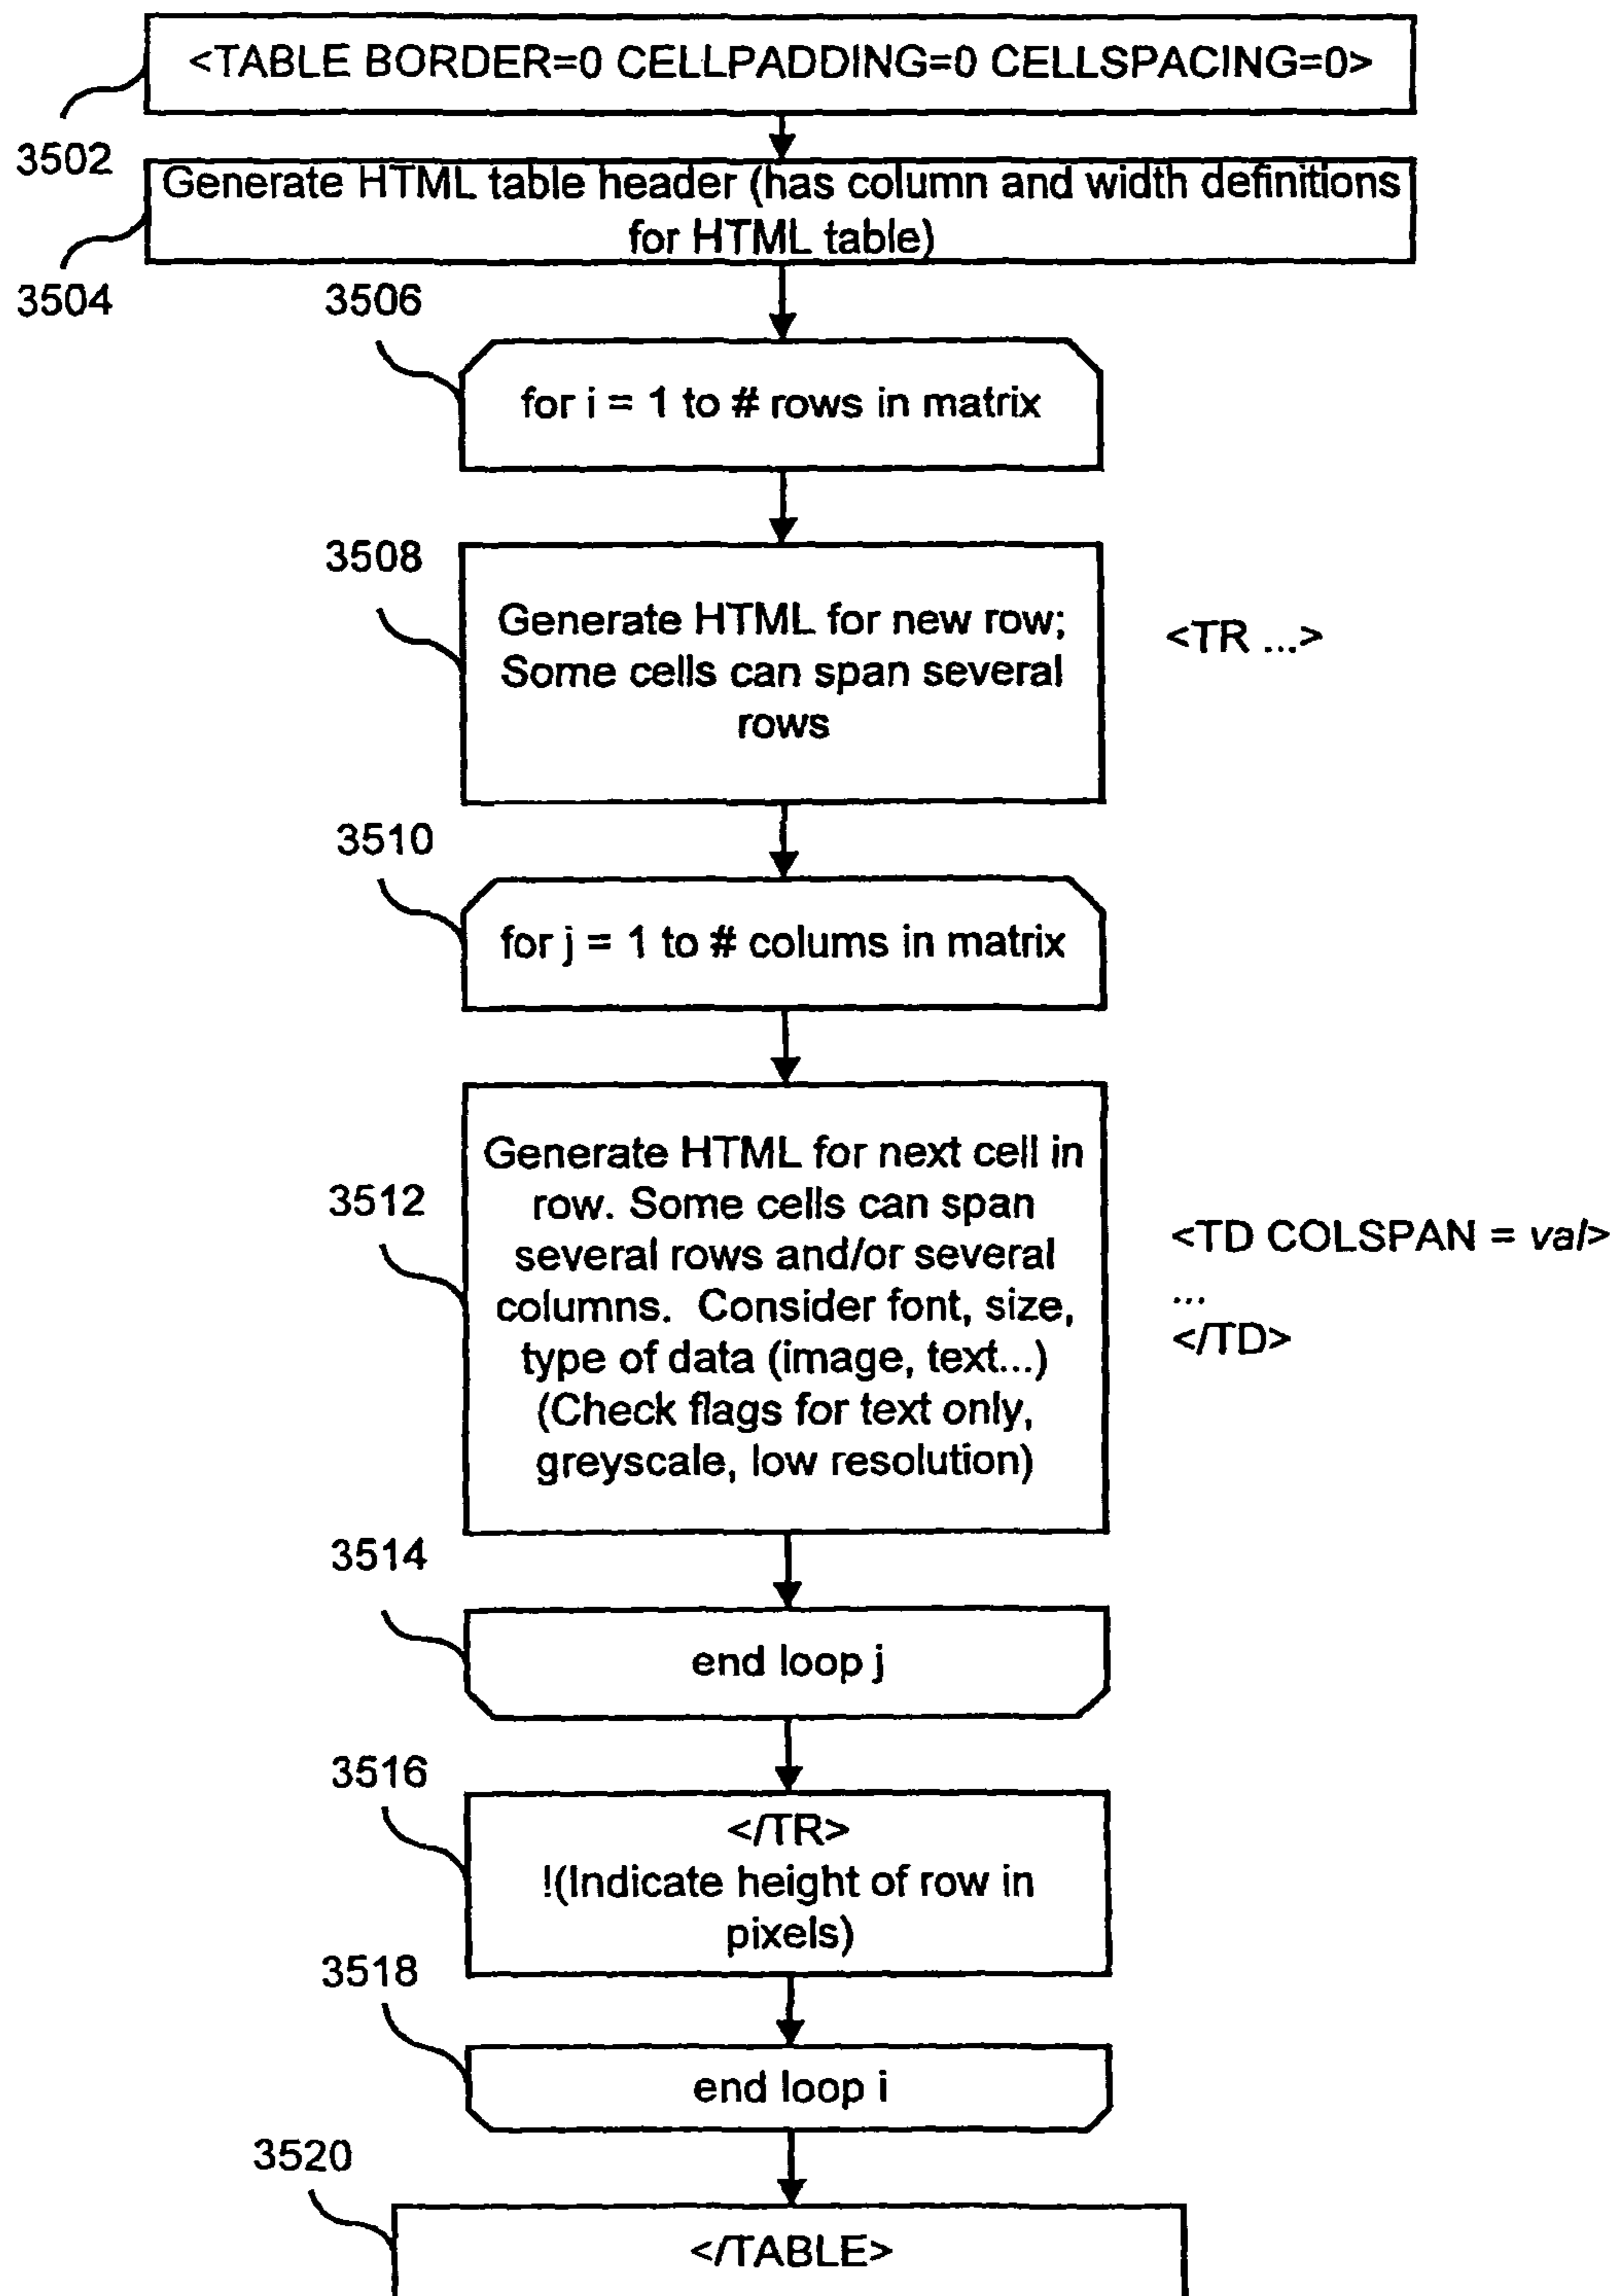 <TABLE BORDER=0 CELLPADDING=0 CELLSPACING=0>
3502
Generate HTML table header (has column and width definitions
for HTML table)
3504
3506
for i = 1 to # rows in matrix
3508
Generate HTML for new row;
Some cells can span several
rows
<TR ...>
3510
for j = 1 to # colums in matrix
3512
Generate HTML for next cell in
row. Some cells can span
several rows and/or several
columns. Consider font, size,
type of data (image, text...)
(Check flags for text only,
greyscale, low resolution)
<TD COLSPAN = val>
...
</TD>
3514
end loop j
3516
</TR>
!(Indicate height of row in
pixels)
3518
end loop i
3520
</TABLE>